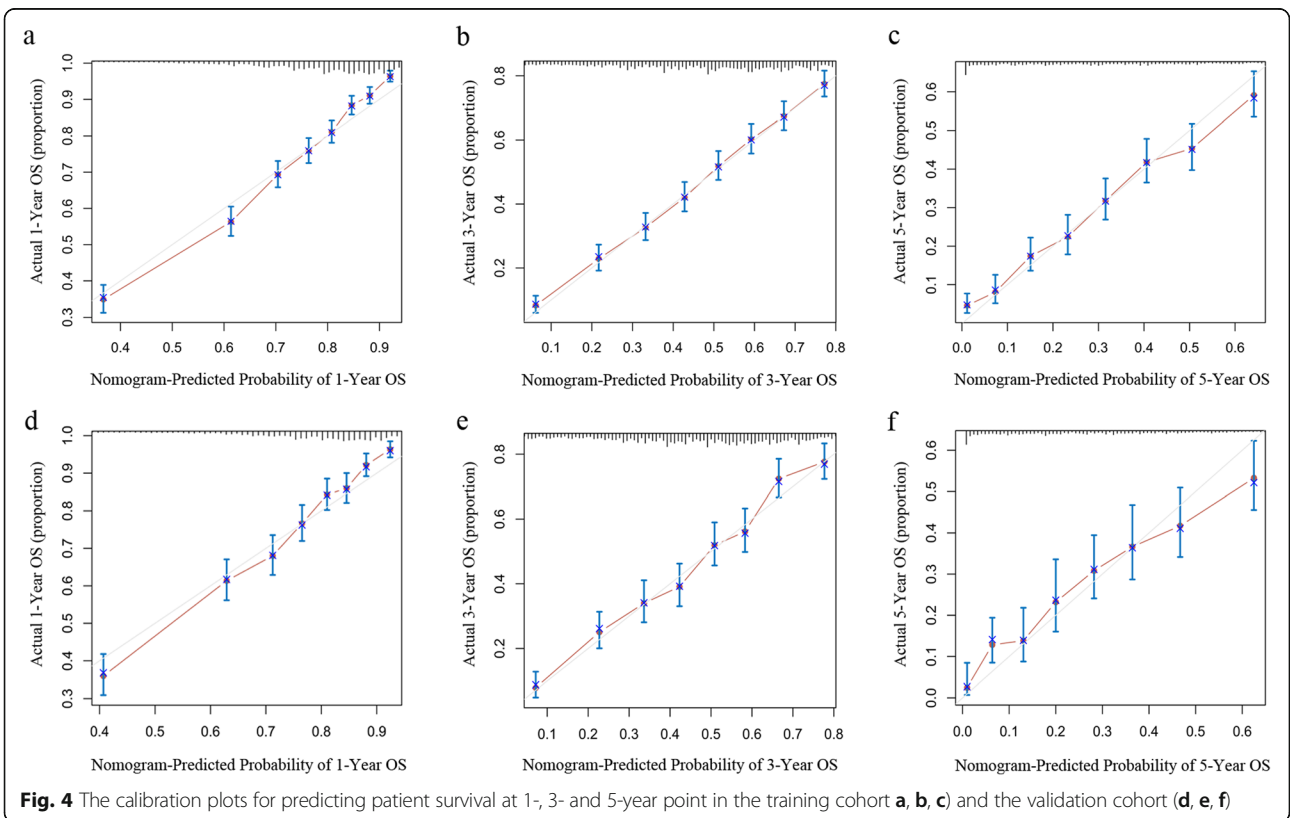 a
b
c
Actual 1-Year OS (proportion)
0.3 0.4 0.5 0.6 0.7 0.8 0.9 1.0
0.4 0.5 0.6 0.7 0.8 0.9
Nomogram-Predicted Probability of 1-Year OS
Actual 3-Year OS (proportion)
0.2 0.4 0.6 0.8
0.1 0.2 0.3 0.4 0.5 0.6 0.7 0.8
Nomogram-Predicted Probability of 3-Year OS
Actual 5-Year OS (proportion)
0.1 0.2 0.3 0.4 0.5 0.6
0.0 0.1 0.2 0.3 0.4 0.5 0.6
Nomogram-Predicted Probability of 5-Year OS
d
e
f
Actual 1-Year OS (proportion)
0.3 0.4 0.5 0.6 0.7 0.8 0.9 1.0
0.4 0.5 0.6 0.7 0.8 0.9
Nomogram-Predicted Probability of 1-Year OS
Actual 3-Year OS (proportion)
0.2 0.4 0.6 0.8
0.1 0.2 0.3 0.4 0.5 0.6 0.7 0.8
Nomogram-Predicted Probability of 3-Year OS
Actual 5-Year OS (proportion)
0.0 0.1 0.2 0.3 0.4 0.5 0.6
0.0 0.1 0.2 0.3 0.4 0.5 0.6
Nomogram-Predicted Probability of 5-Year OS
Fig. 4 The calibration plots for predicting patient survival at 1-, 3- and 5-year point in the training cohort a, b, c) and the validation cohort (d, e, f)